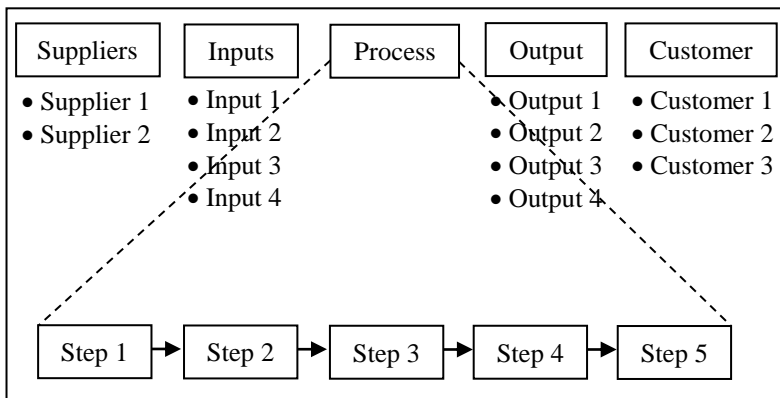 Suppliers
Inputs
Process
Output
Customer
• Supplier 1
• Supplier 2
• Input 1
• Input 2
• Input 3
• Input 4
• Output 1
• Output 2
• Output 3
• Output 4
• Customer 1
• Customer 2
• Customer 3
Step 1
Step 2
Step 3
Step 4
Step 5